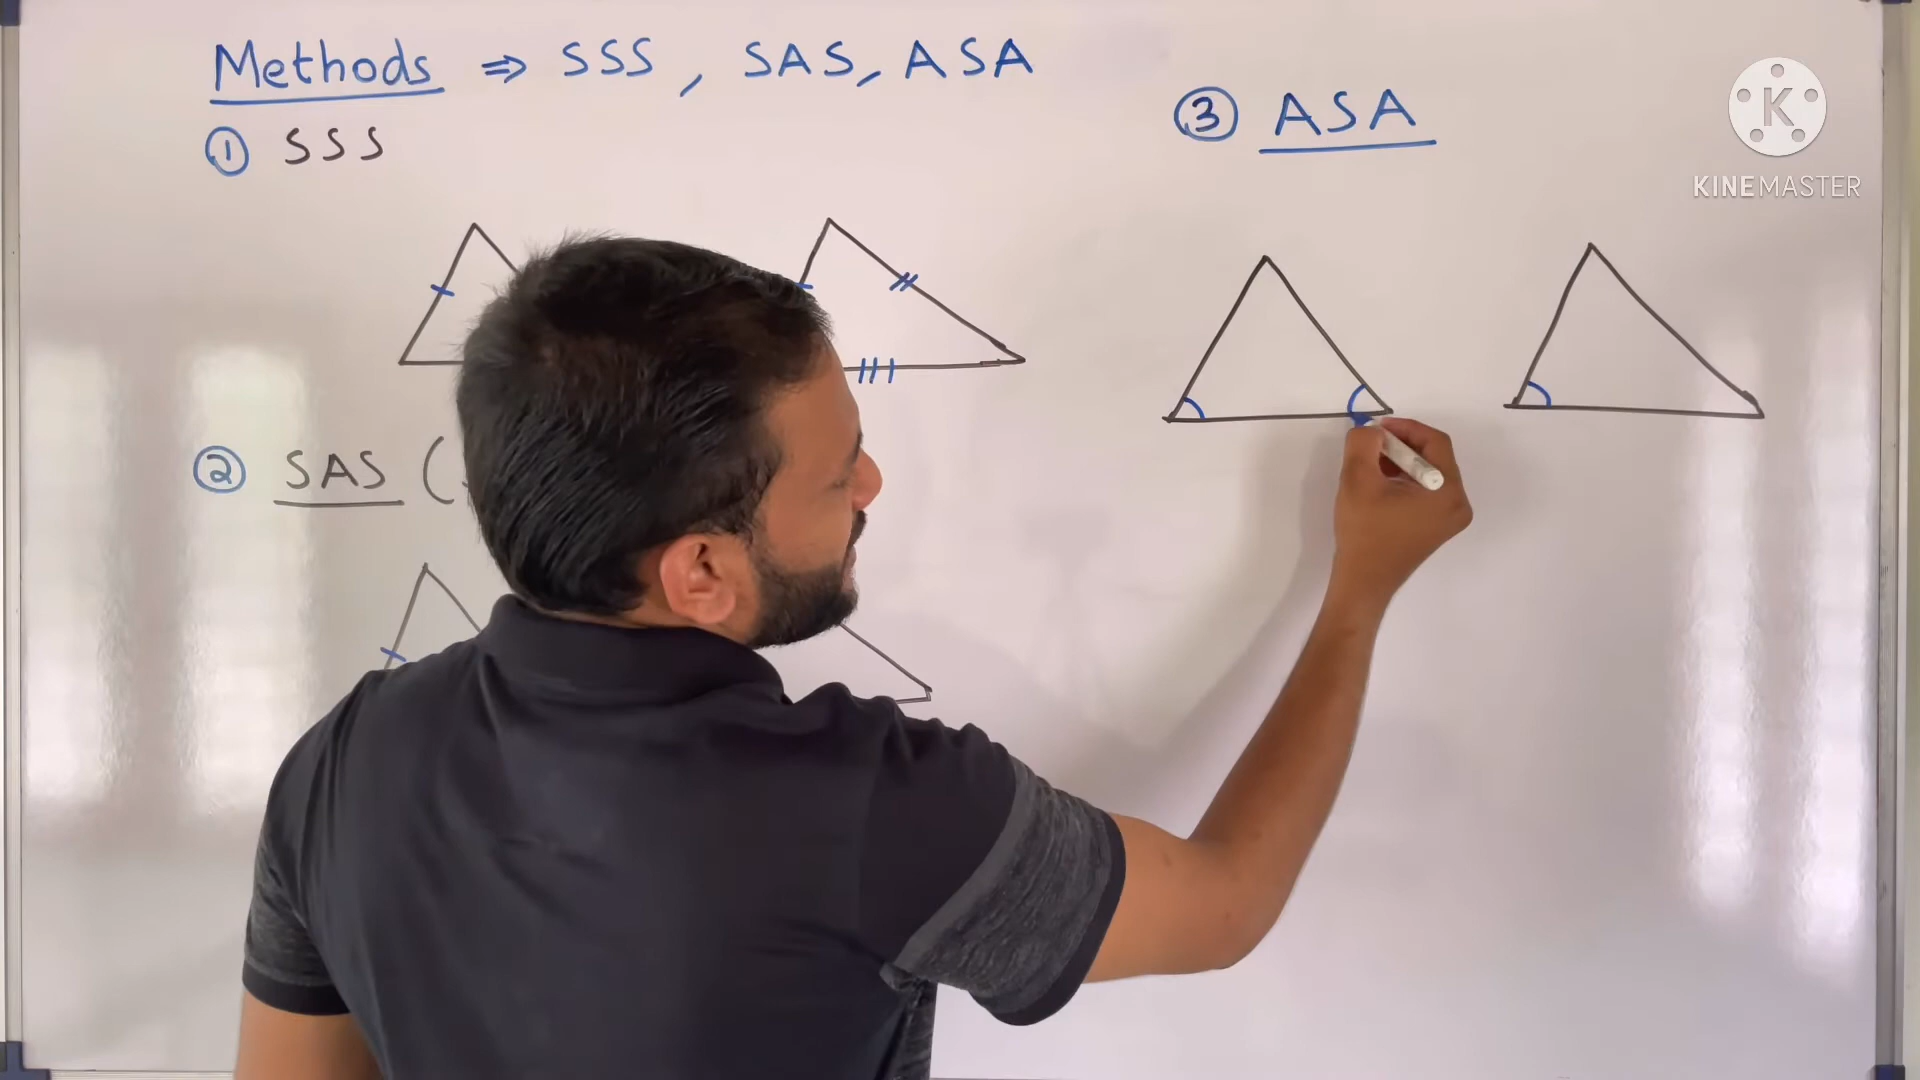 Methods ⇒ SSS, SAS, ASA
① SSS
② SAS (
③ ASA
K
KINEMASTER